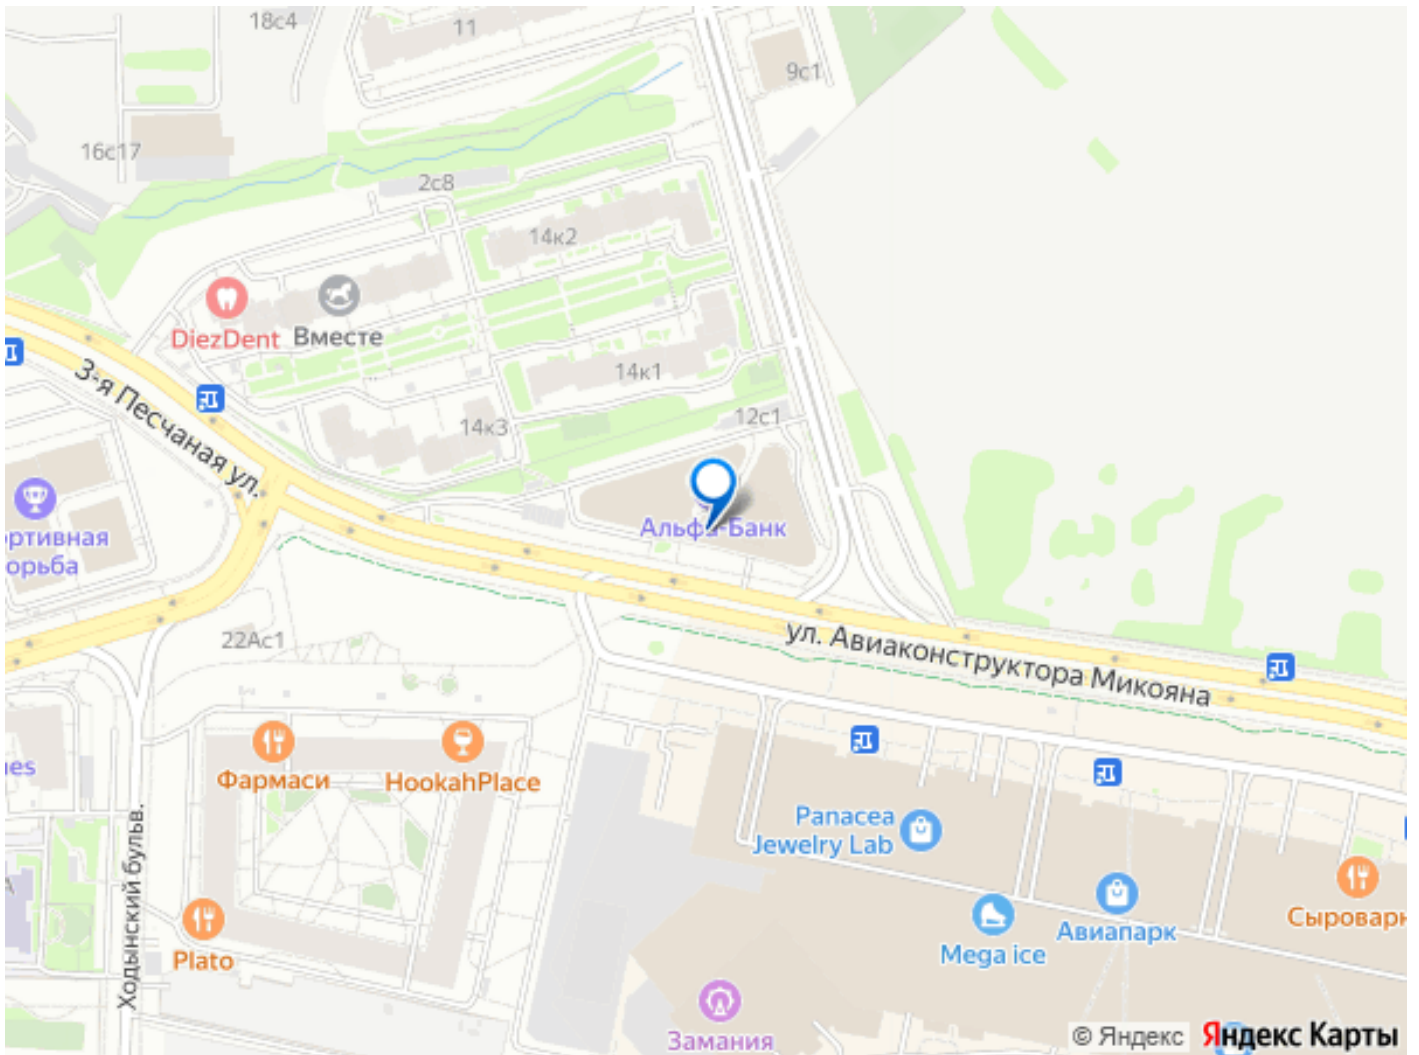 18с4
11
9с1
16с17
2с8
14к2
DiezDent
Вместе
14к1
3-я Песчаная ул.
12с1
14к3
Альфа-Банк
ортивная
орьба
ул. Авиаконструктора Микояна
22Ас1
nes
Фармаси
HookahPlace
Panacea
Jewelry Lab
Ходынский бульв.
Сыроварн
Авиапарк
Mega ice
Plato
Замания
© Яндекс
Яндекс Карты